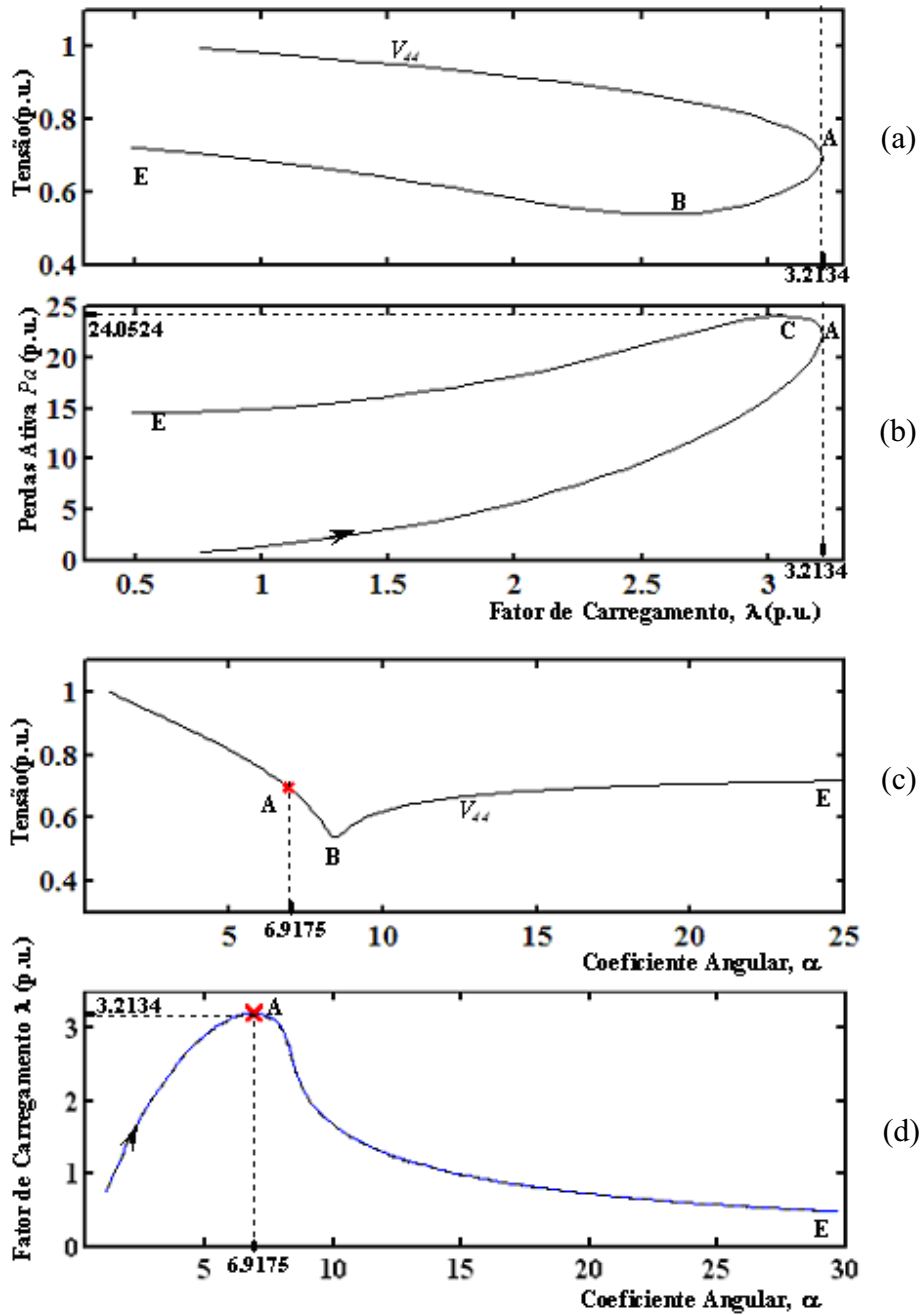 1
V44
Tensão(p.u.)
0.8
A
(a)
E
0.6
B
0.4
3.2134
25
24.0524
C
A
20
Perdas Ativa Pa (p.u.)
15
E
(b)
10
5
0
3.2134
0.5
1
1.5
2
2.5
3
Fator de Carregamento, λ (p.u.)
1
Tensão(p.u.)
0.8
A
E
(c)
V44
0.6
B
0.4
6.9175
5
10
15
20
25
Coeficiente Angular, α
3.2134
A
3
Fator de Carregamento λ (p.u.)
2
(d)
1
E
0
6.9175
5
10
15
20
25
30
Coeficiente Angular, α